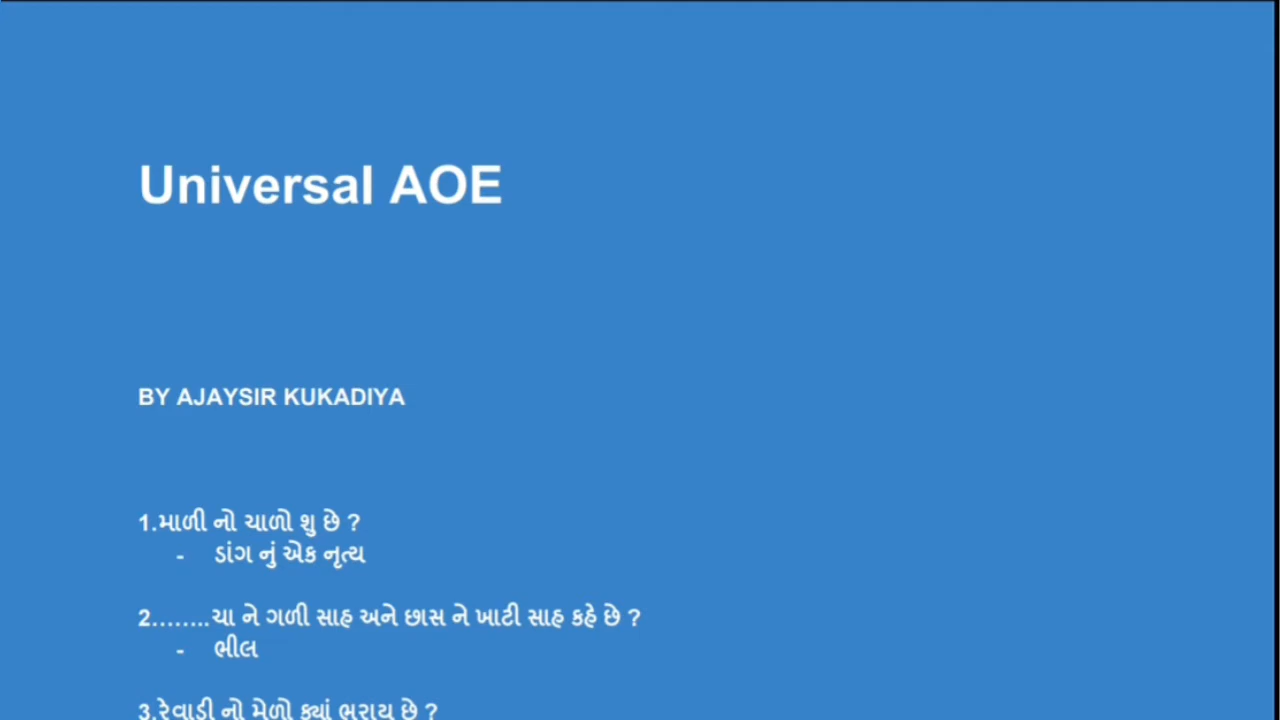 Universal AOE
BY AJAYSIR KUKADIYA
1.માળી નો ચાળો શુ છે ?
- ડાંગ નું એક નૃત્ય
2........ચા ને ગળી સાહ અને છાસ ને ખાટી સાહ કહે છે ?
- ભીલ
3.રેવાડી નો મેળો ક્યાં ભરાય છે ?